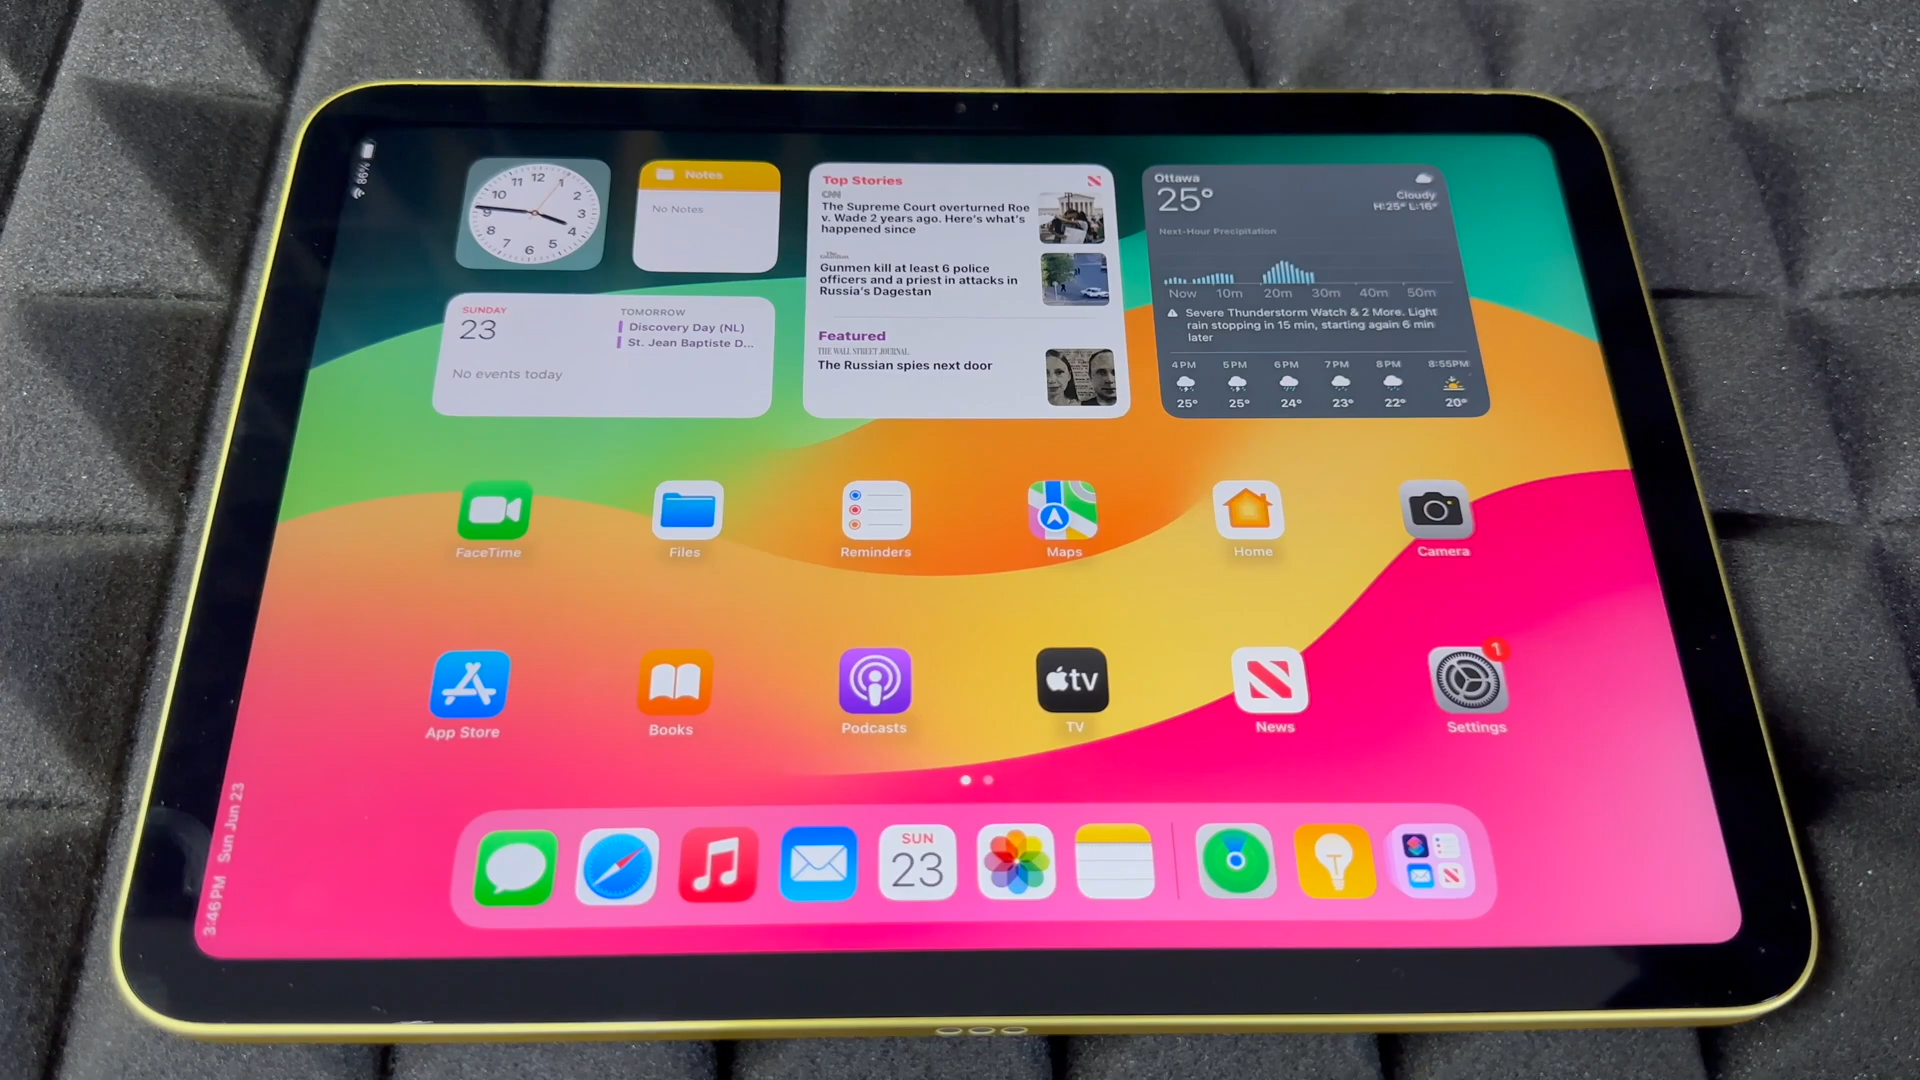 86%
12
1
2
3
4
5
6
7
8
9
10
11
Notes
No Notes
SUNDAY
23
No events today
TOMORROW
Discovery Day (NL)
St. Jean Baptiste D...
Top Stories
CNN
The Supreme Court overturned Roe
v. Wade 2 years ago. Here's what's
happened since
Gunmen kill at least 6 police
officers and a priest in attacks in
Russia's Dagestan
Featured
THE WALL STREET JOURNAL.
The Russian spies next door
Ottawa
25°
Cloudy
H:25° L:16°
Next-Hour Precipitation
Now 10m 20m 30m 40m 50m
Severe Thunderstorm Watch & 2 More. Light
rain stopping in 15 min, starting again 6 min
later
4PM 5PM 6PM 7PM 8PM 8:55PM
25° 25° 24° 23° 22° 20°
FaceTime
Files
Reminders
Maps
Home
Camera
App Store
Books
Podcasts
tv
TV
News
1
Settings
3:46 PM Sun Jun 23
SUN
23